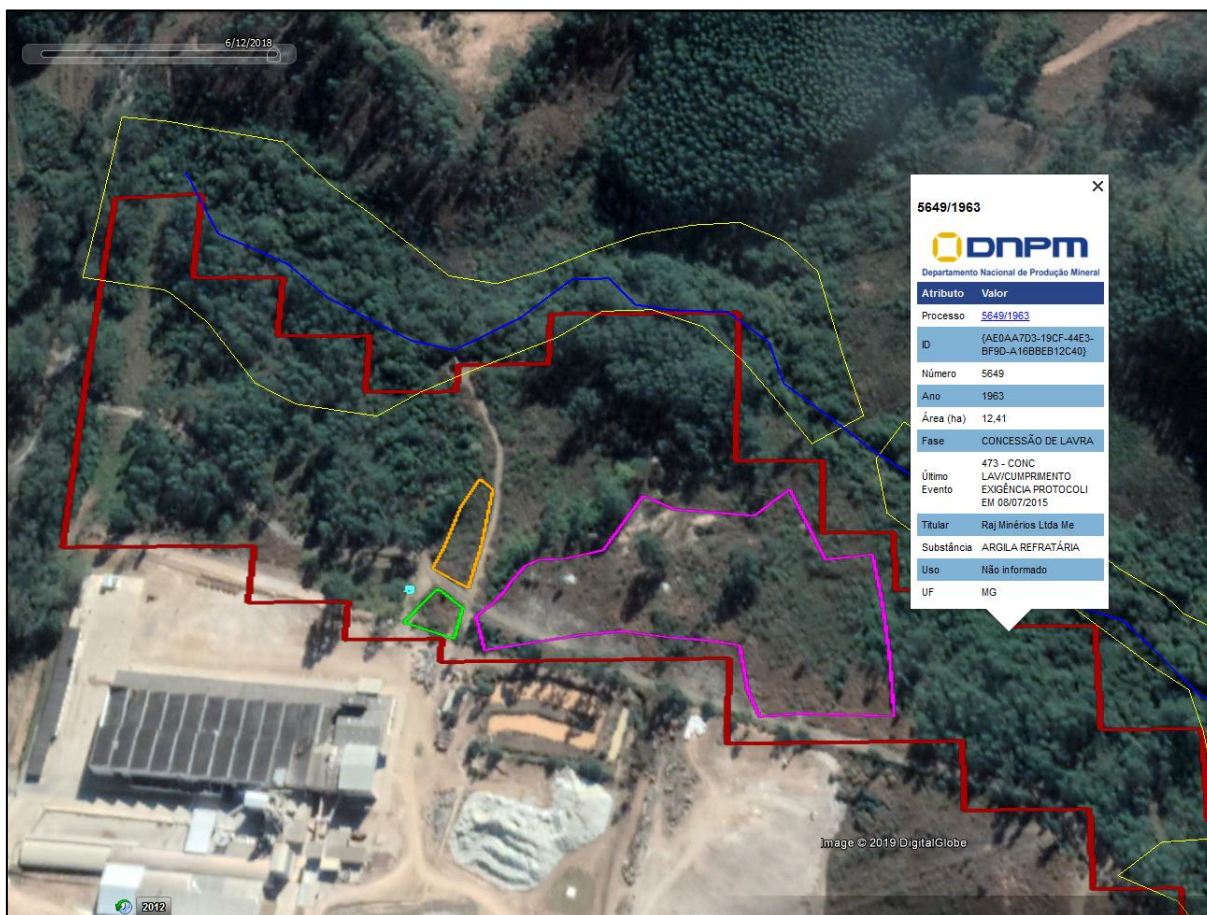 6/12/2018
×
5649/1963
DNPM
Departamento Nacional de Produção Mineral
Atributo Valor
Processo 5649/1963
ID {AE0AA7D3-19CF-44E3-
BF9D-A16BBEB12C40}
Número 5649
Ano 1963
Área (ha) 12,41
Fase CONCESSÃO DE LAVRA
Último Evento 473 - CONC
LAV/CUMPRIMENTO
EXIGÊNCIA PROTOCOLI
EM 08/07/2015
Titular Raj Minérios Ltda Me
Substância ARGILA REFRATÁRIA
Uso Não informado
UF MG
Image © 2019 DigitalGlobe
2012